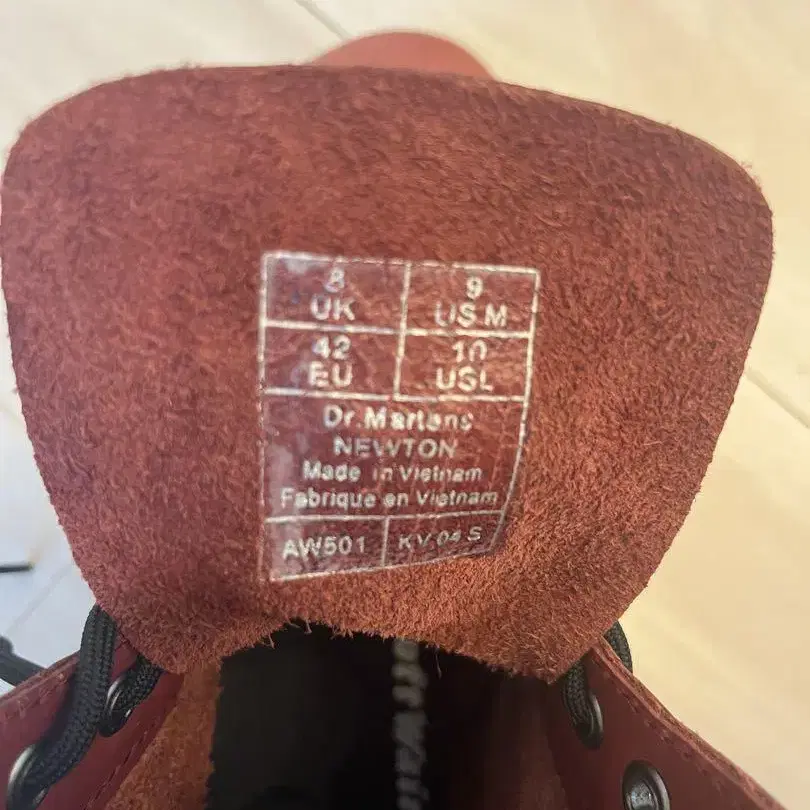 8 UK
9 US M
42 EU
10 USL
Dr.Martens
NEWTON
Made in Vietnam
Fabrique en Vietnam
AW501
KV.04 S